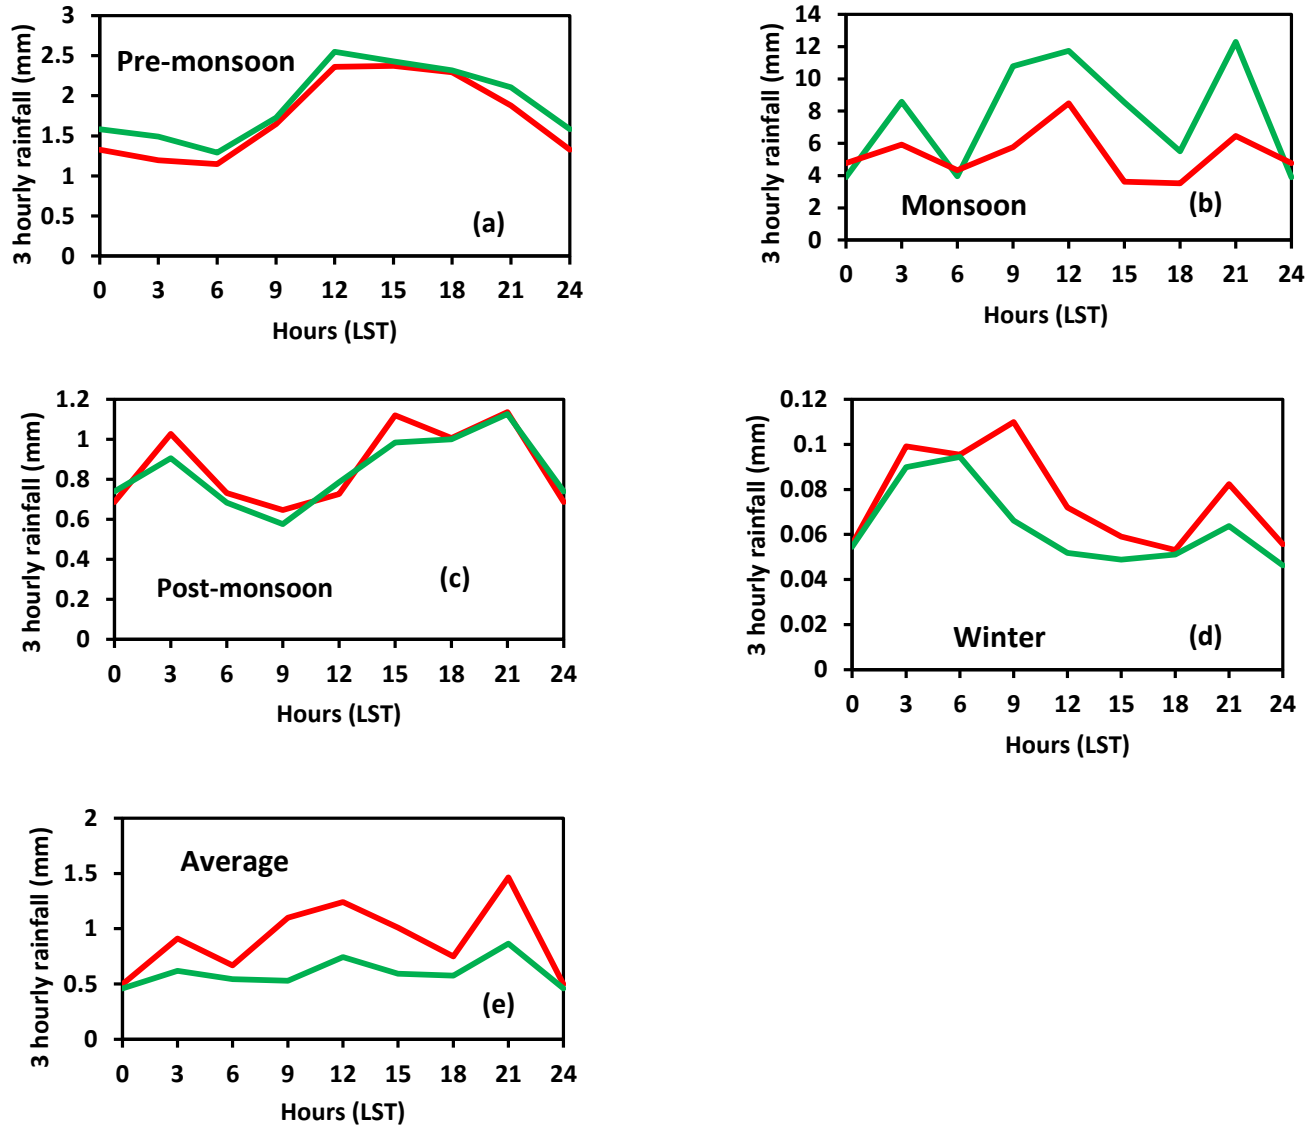 3 hourly rainfall (mm)
3
2.5
2
1.5
1
0.5
0
Pre-monsoon
(a)
0 3 6 9 12 15 18 21 24
Hours (LST)
3 hourly rainfall (mm)
14
12
10
8
6
4
2
0
Monsoon
(b)
0 3 6 9 12 15 18 21 24
Hours (LST)
3 hourly rainfall (mm)
1.2
1
0.8
0.6
0.4
0.2
0
Post-monsoon
(c)
0 3 6 9 12 15 18 21 24
Hours (LST)
3 hourly rainfall (mm)
0.12
0.1
0.08
0.06
0.04
0.02
0
Winter
(d)
0 3 6 9 12 15 18 21 24
Hours (LST)
3 hourly rainfall (mm)
2
1.5
1
0.5
0
Average
(e)
0 3 6 9 12 15 18 21 24
Hours (LST)